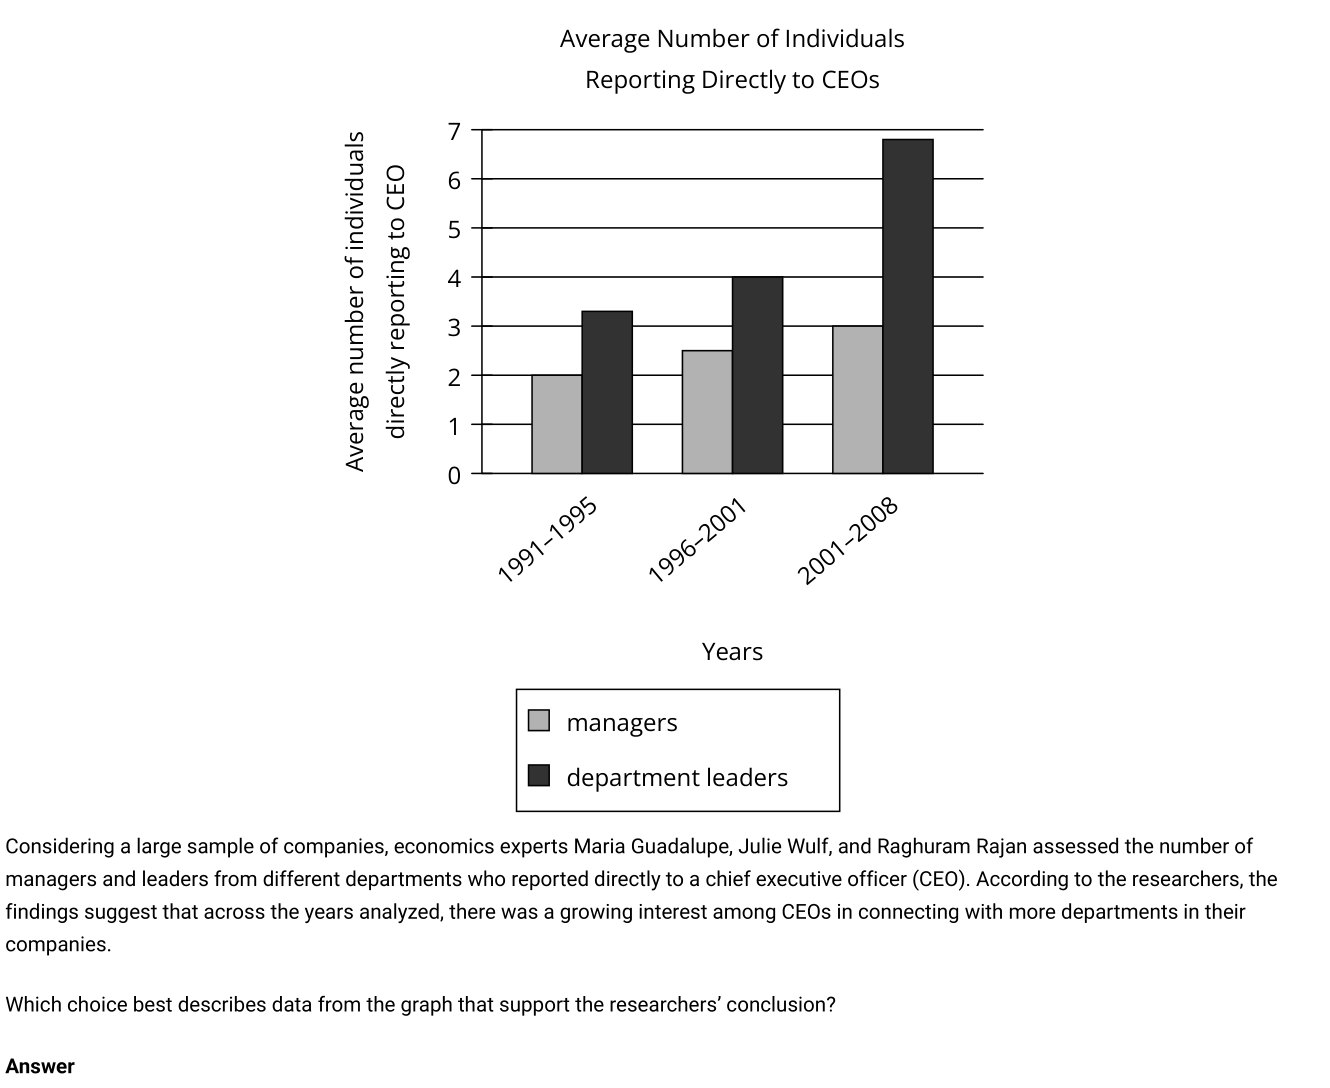 Average Number of Individuals
Reporting Directly to CEOs
Average number of individuals
directly reporting to CEO
7
6
5
4
3
2
1
0
1991–1995
1996–2001
2001–2008
Years
managers
department leaders
Considering a large sample of companies, economics experts Maria Guadalupe, Julie Wulf, and Raghuram Rajan assessed the number of
managers and leaders from different departments who reported directly to a chief executive officer (CEO). According to the researchers, the
findings suggest that across the years analyzed, there was a growing interest among CEOs in connecting with more departments in their
companies.
Which choice best describes data from the graph that support the researchers’ conclusion?
Answer